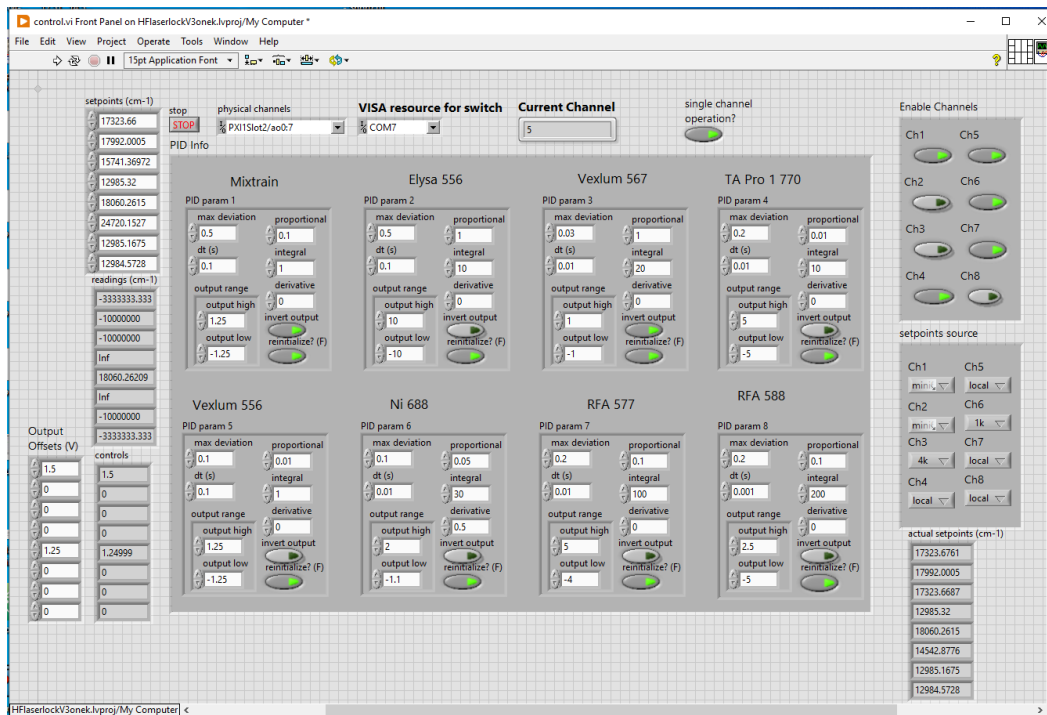 control.vi Front Panel on HFlaserlockV3onek.lvproj/My Computer *
File Edit View Project Operate Tools Window Help
15pt Application Font
setpoints (cm-1)
17323.66
17992.0005
15741.36972
12985.32
18060.2615
24720.1527
12985.1675
12984.5728
readings (cm-1)
-3333333.333
-10000000
-10000000
Inf
18060.26209
Inf
-10000000
-3333333.333
Output
Offsets (V)
1.5
0
0
0
1.25
0
0
0
controls
1.5
0
0
0
1.24999
0
0
0
stop
STOP
physical channels
PXI1Slot2/ao0:7
VISA resource for switch
COM7
Current Channel
5
single channel
operation?
PID Info
Mixtrain
PID param 1
max deviation
0.5
proportional
0.1
dt (s)
0.1
integral
1
output range
derivative
0
output high
1.25
invert output
output low
-1.25
reinitialize? (F)
Elysa 556
PID param 2
max deviation
0.5
proportional
1
dt (s)
0.1
integral
10
output range
derivative
0
output high
10
invert output
output low
-10
reinitialize? (F)
Vexlum 567
PID param 3
max deviation
0.03
proportional
1
dt (s)
0.01
integral
20
output range
derivative
0
output high
1
invert output
output low
-1
reinitialize? (F)
TA Pro 1 770
PID param 4
max deviation
0.2
proportional
0.01
dt (s)
0.01
integral
10
output range
derivative
0
output high
5
invert output
output low
-5
reinitialize? (F)
Vexlum 556
PID param 5
max deviation
0.1
proportional
0.01
dt (s)
0.1
integral
1
output range
derivative
0
output high
1.25
invert output
output low
-1.25
reinitialize? (F)
Ni 688
PID param 6
max deviation
0.1
proportional
0.05
dt (s)
0.01
integral
30
output range
derivative
0.5
output high
2
invert output
output low
-1.1
reinitialize? (F)
RFA 577
PID param 7
max deviation
0.2
proportional
0.1
dt (s)
0.01
integral
100
output range
derivative
0
output high
5
invert output
output low
-4
reinitialize? (F)
RFA 588
PID param 8
max deviation
0.2
proportional
0.1
dt (s)
0.001
integral
200
output range
derivative
0
output high
2.5
invert output
output low
-5
reinitialize? (F)
Enable Channels
Ch1 Ch5
Ch2 Ch6
Ch3 Ch7
Ch4 Ch8
setpoints source
Ch1 Ch5
local
Ch2 Ch6
1k
Ch3 Ch7
4k local
Ch4 Ch8
local local
actual setpoints (cm-1)
17323.6761
17992.0005
17323.6687
12985.32
18060.2615
14542.8776
12985.1675
12984.5728
HFlaserlockV3onek.lvproj/My Computer